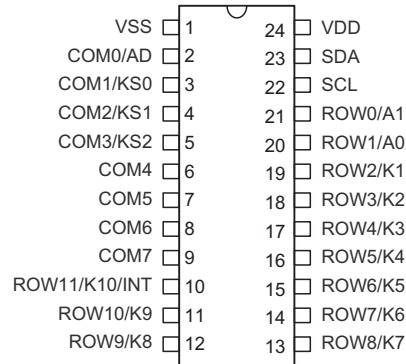 VSS 1 24 VDD
COM0/AD 2 23 SDA
COM1/KS0 3 22 SCL
COM2/KS1 4 21 ROW0/A1
COM3/KS2 5 20 ROW1/A0
COM4 6 19 ROW2/K1
COM5 7 18 ROW3/K2
COM6 8 17 ROW4/K3
COM7 9 16 ROW5/K4
ROW11/K10/INT 10 15 ROW6/K5
ROW10/K9 11 14 ROW7/K6
ROW9/K8 12 13 ROW8/K7